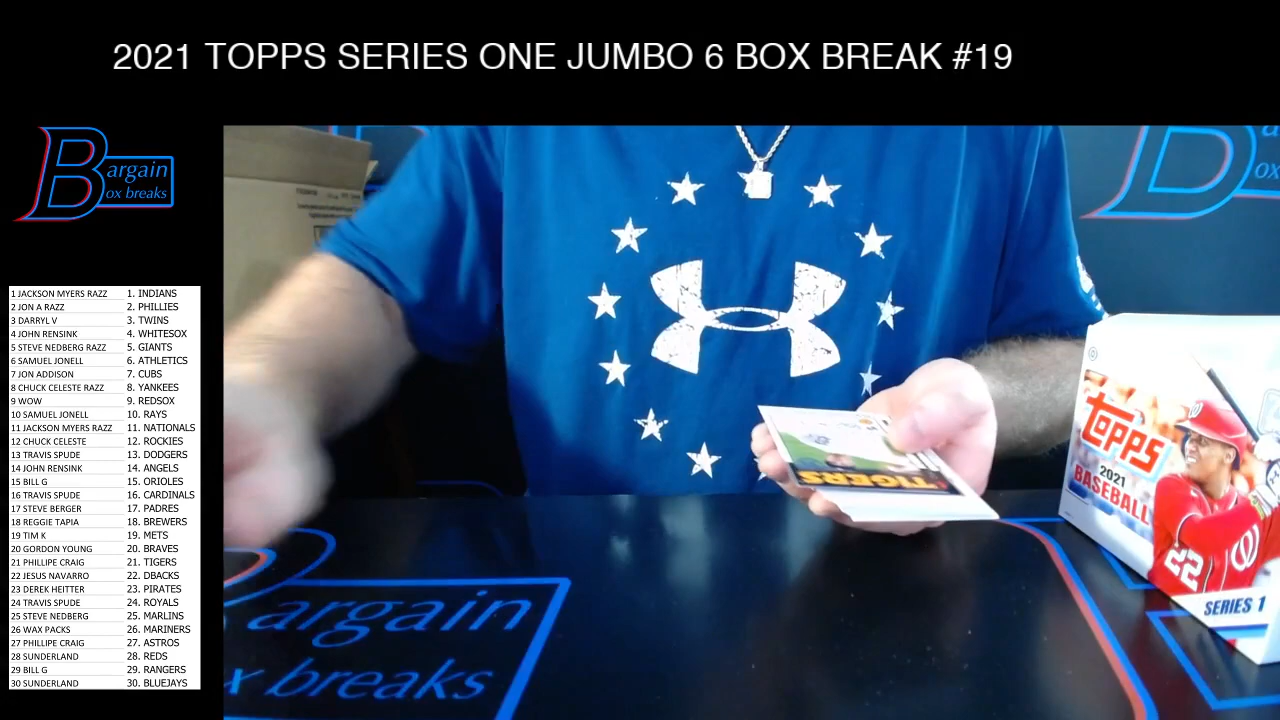 2021 TOPPS SERIES ONE JUMBO 6 BOX BREAK #19
Bargain
Box breaks
1 JACKSON MYERS RAZZ 1. INDIANS
2 JON A RAZZ 2. PHILLIES
3 DARRYL V 3. TWINS
4 JOHN RENSINK 4. WHITESOX
5 STEVE NEDBERG RAZZ 5. GIANTS
6 SAMUEL JONELL 6. ATHLETICS
7 JON ADDISON 7. CUBS
8 CHUCK CELESTE RAZZ 8. YANKEES
9 WOW 9. REDSOX
10 SAMUEL JONELL 10. RAYS
11 JACKSON MYERS RAZZ 11. NATIONALS
12 CHUCK CELESTE 12. ROCKIES
13 TRAVIS SPUDE 13. DODGERS
14 JOHN RENSINK 14. ANGELS
15 BILL G 15. ORIOLES
16 TRAVIS SPUDE 16. CARDINALS
17 STEVE BERGER 17. PADRES
18 REGGIE TAPIA 18. BREWERS
19 TIM K 19. METS
20 GORDON YOUNG 20. BRAVES
21 PHILLIPE CRAIG 21. TIGERS
22 JESUS NAVARRO 22. DBACKS
23 DEREK HEITTER 23. PIRATES
24 TRAVIS SPUDE 24. ROYALS
25 STEVE NEDBERG 25. MARLINS
26 WAX PACKS 26. MARINERS
27 PHILLIPE CRAIG 27. ASTROS
28 SUNDERLAND 28. REDS
29 BILL G 29. RANGERS
30 SUNDERLAND 30. BLUEJAYS
TIGERS
TOPPS
2021
BASEBALL
W
22
SERIES 1
argain
x breaks
B
a
ox